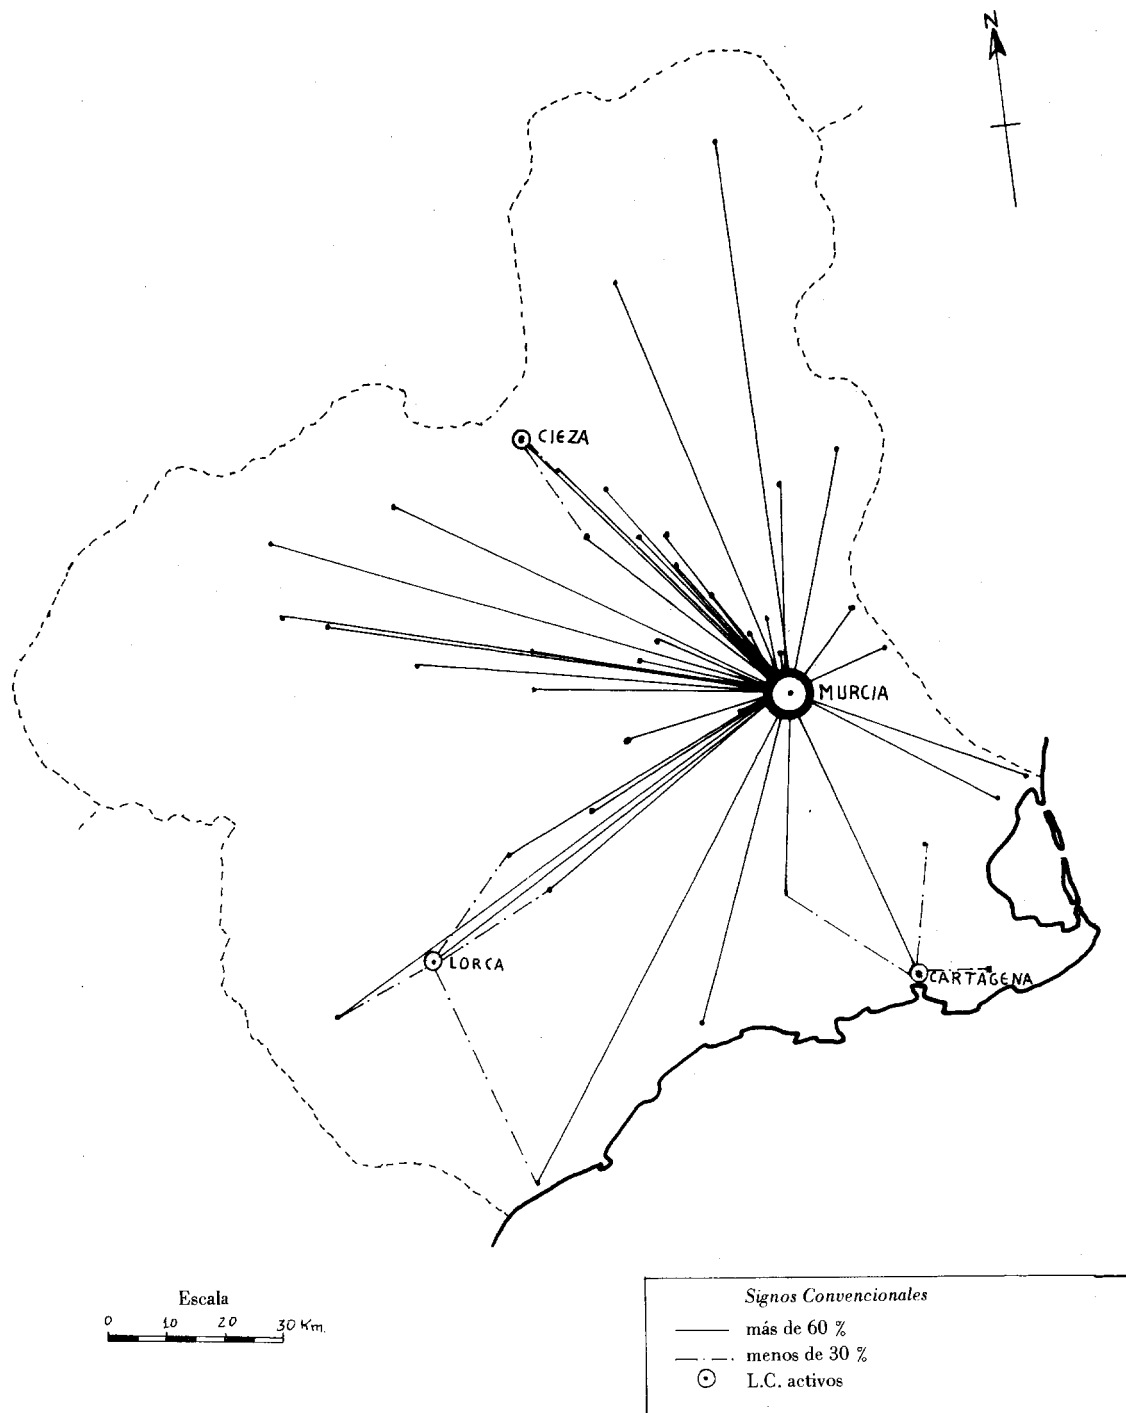 N
CIEZA
MURCIA
LORCA
CARTAGENA
Escala
0 10 20 30 Km.
Signos Convencionales
más de 60 %
menos de 30 %
L.C. activos